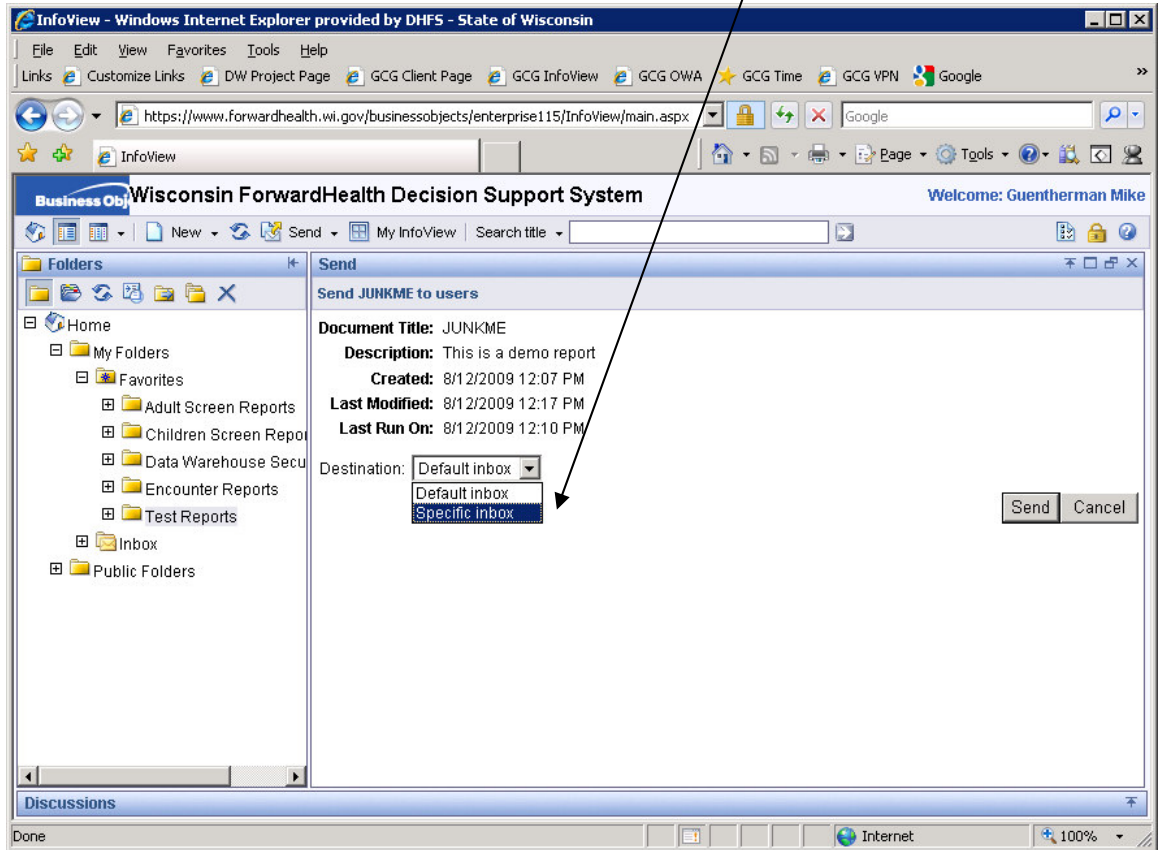 InfoView - Windows Internet Explorer provided by DHFS - State of Wisconsin
File Edit View Favorites Tools Help
Links Customize Links DW Project Page GCG Client Page GCG InfoView GCG OWA GCG Time GCG VPN Google »
https://www.forwardhealth.wi.gov/businessobjects/enterprise115/InfoView/main.aspx Google
InfoView Page Tools
Business Obj Wisconsin ForwardHealth Decision Support System Welcome: Guentherman Mike
New Send My InfoView Search title
Folders Send
Send JUNKME to users
Home Document Title: JUNKME
My Folders Description: This is a demo report
Favorites Created: 8/12/2009 12:07 PM
Adult Screen Reports Last Modified: 8/12/2009 12:17 PM
Children Screen Repor Last Run On: 8/12/2009 12:10 PM
Data Warehouse Secu Destination: Default inbox
Encounter Reports Default inbox
Test Reports Specific inbox Send Cancel
Inbox
Public Folders
Discussions
Done Internet 100%